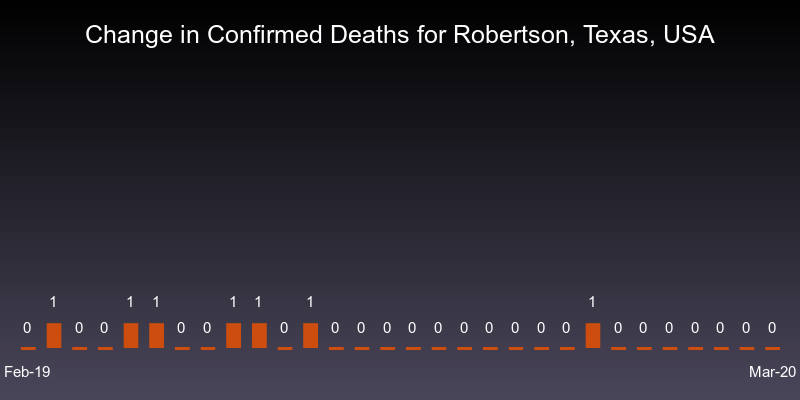 Change in Confirmed Deaths for Robertson, Texas, USA
1 1 1 1 1 1 1
0 0 0 0 0 0 0 0 0 0 0 0 0 0 0 0 0 0 0 0 0 0 0
Feb-19 Mar-20